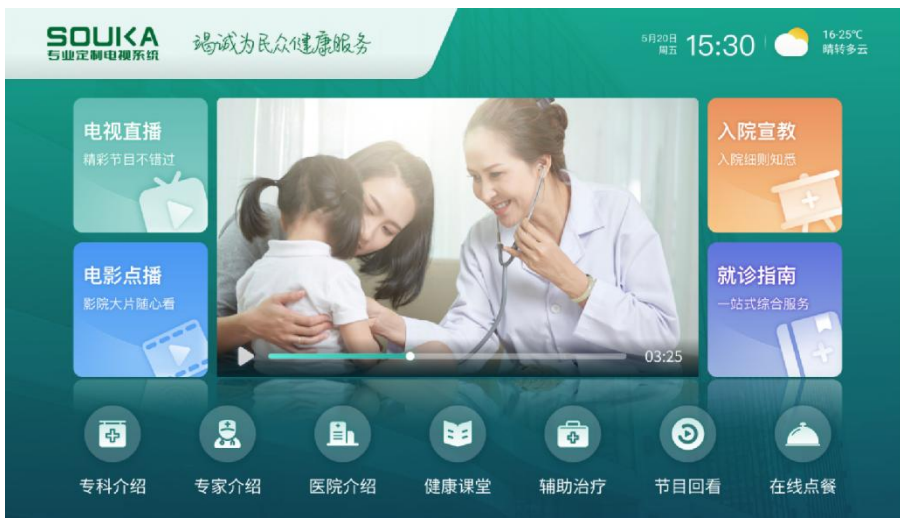 SOUKA
专业定制电视系统
竭诚为民众健康服务
5月20日
周五
15:30
16-25℃
晴转多云
电视直播
精彩节目不错过
电影点播
影院大片随心看
03:25
入院宣教
入院细则知悉
就诊指南
一站式综合服务
专科介绍
专家介绍
医院介绍
健康课堂
辅助治疗
节目回看
在线点餐